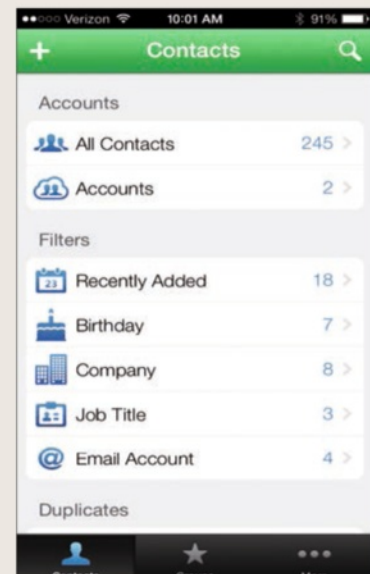 Verizon 10:01 AM 91%
+ Contacts
Accounts
All Contacts 245 >
Accounts 2 >
Filters
23 Recently Added 18 >
Birthday 7 >
Company 8 >
Job Title 3 >
@ Email Account 4 >
Duplicates